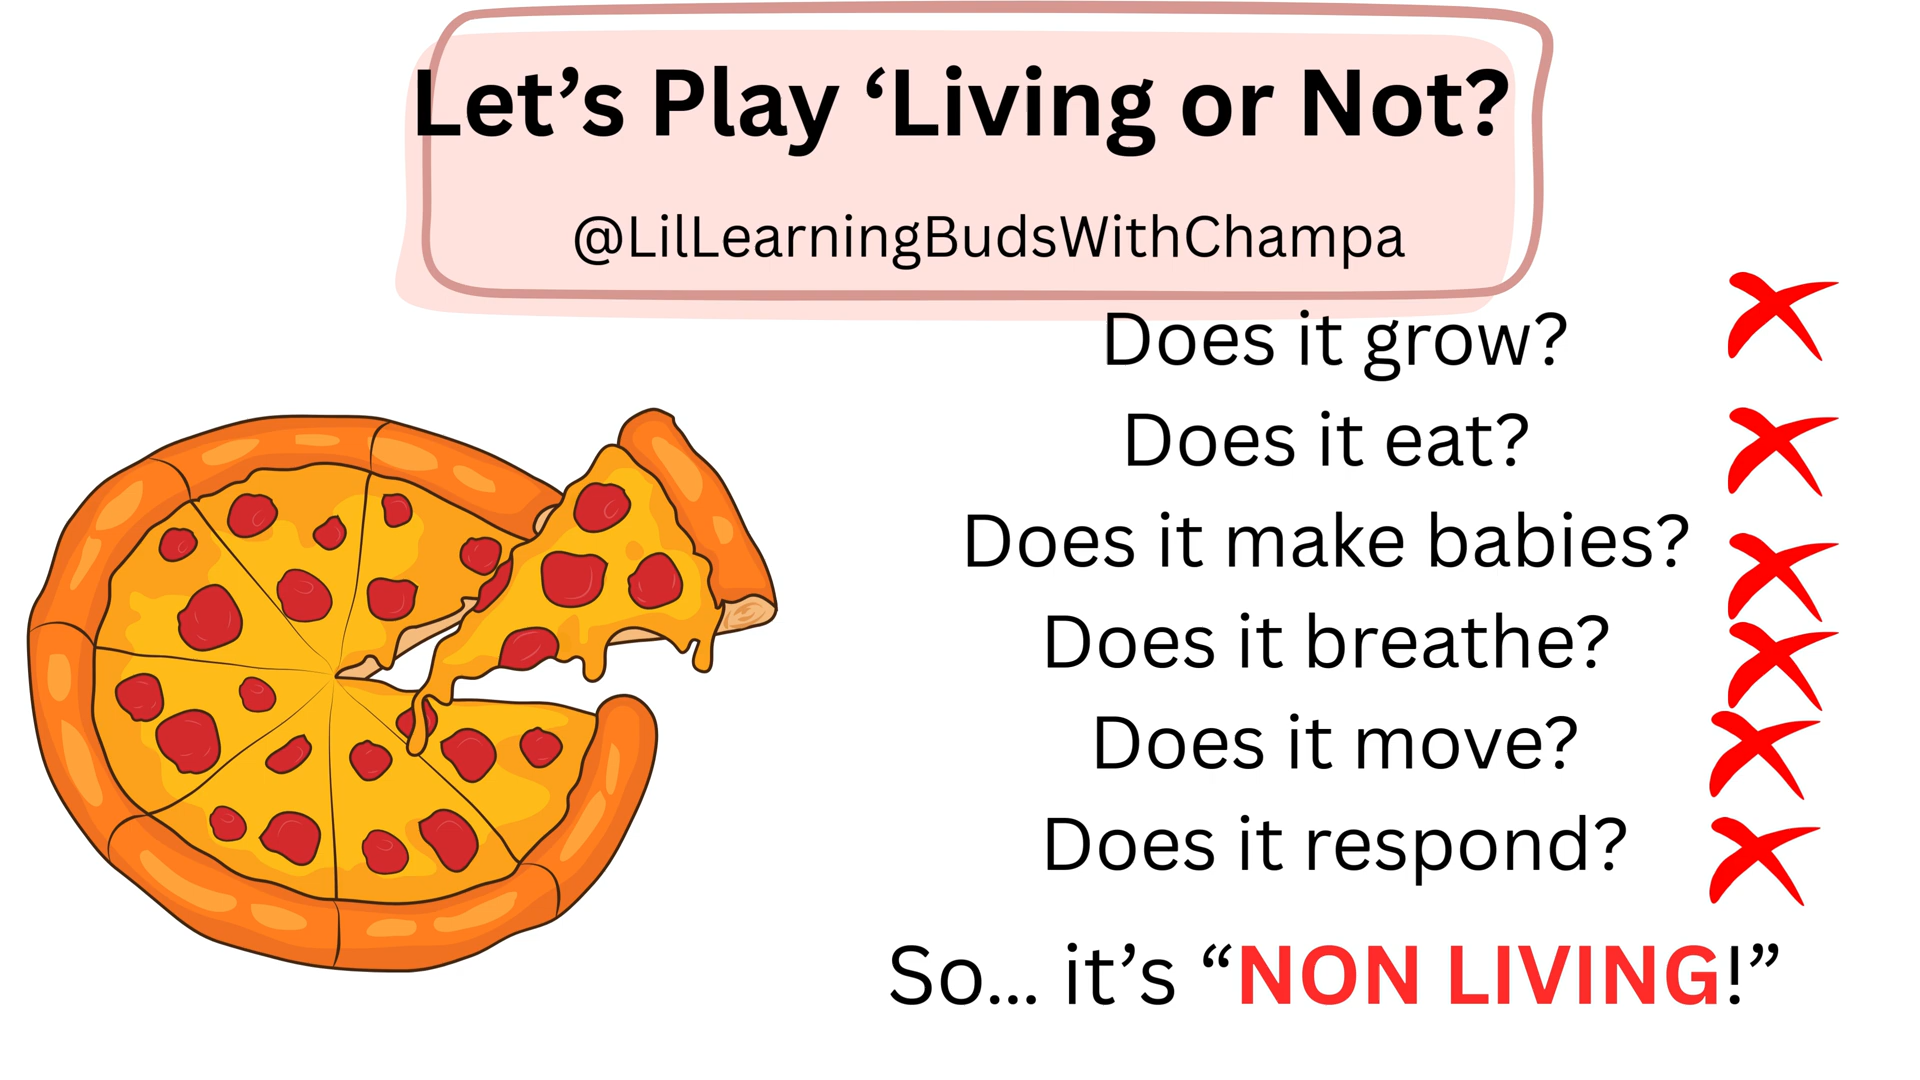 Let’s Play ‘Living or Not?
@LilLearningBudsWithChampa
Does it grow?
Does it eat?
Does it make babies?
Does it breathe?
Does it move?
Does it respond?
So... it’s “NON LIVING!”